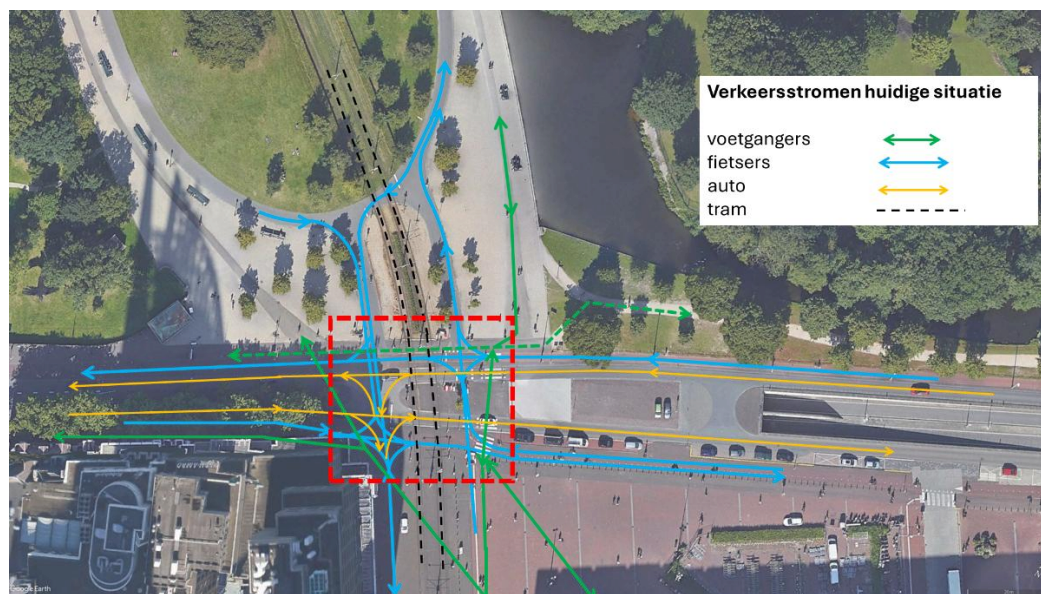 Verkeersstromen huidige situatie
voetgangers
fietsers
auto
tram
Google Earth